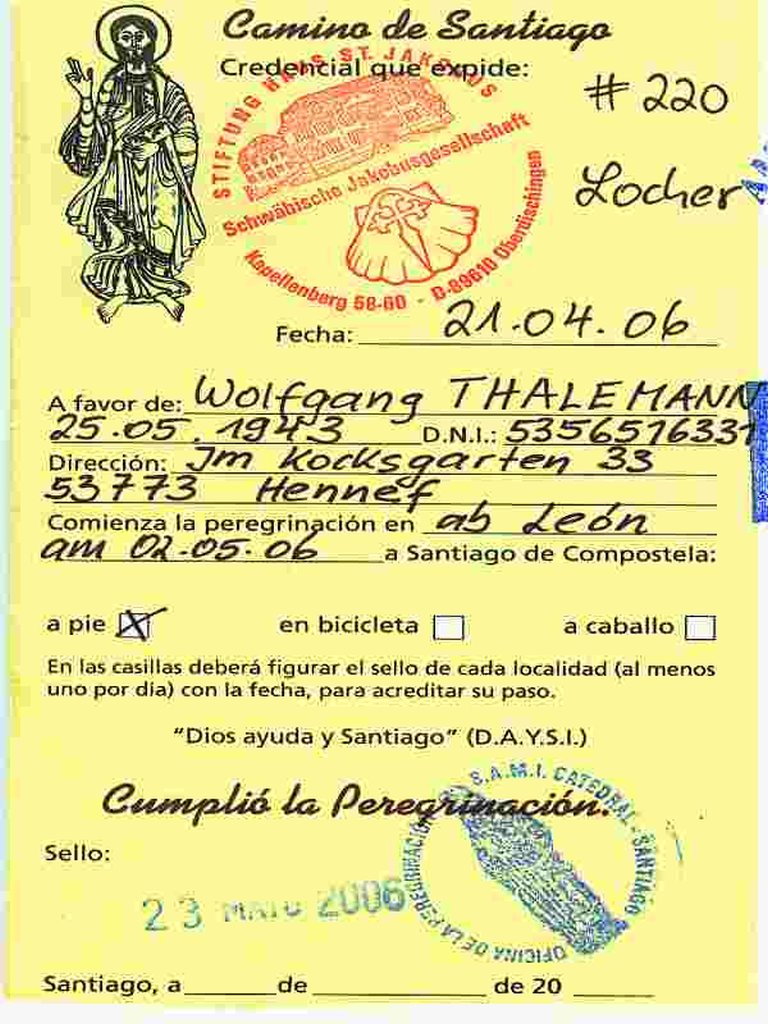 Camino de Santiago
Credencial que expide:
# 220
Locher
STIFTUNG HAUS ST. JAKOBUS
Schwäbische Jakobusgesellschaft
Kapellenberg 58-60 - D-89610 Oberdischingen
Fecha: 21.04.06
A favor de: Wolfgang THALEMANN
25.05.1943 D.N.I.: 5356576331
Dirección: Im Kocksgarten 33
53773 Hennef
Comienza la peregrinación en ab León
am 02.05.06 a Santiago de Compostela:
a pie X en bicicleta a caballo
En las casillas deberá figurar el sello de cada localidad (al menos
uno por día) con la fecha, para acreditar su paso.
“Dios ayuda y Santiago” (D.A.Y.S.I.)
Cumplió la Peregrinación.
Sello:
S.A.M.I. CATEDRAL - SANTIAGO
OFICINA DE LA PEREGRINACIÓN
23 MAYO 2006
Santiago, a de de 20